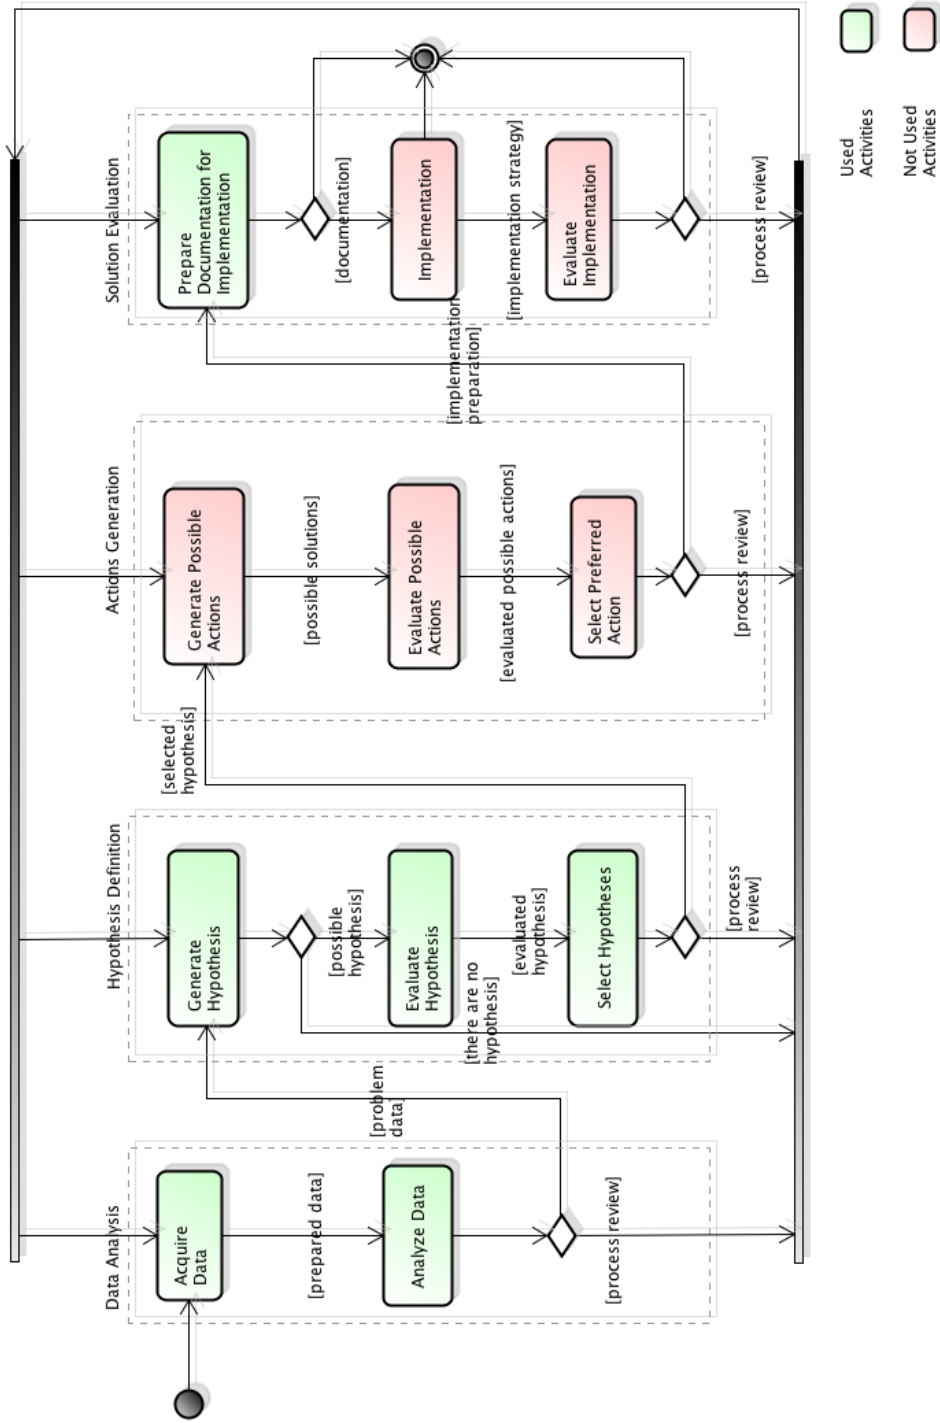 Data Analysis
Acquire
Data
[prepared data]
Analyze Data
[process review]
[problem
data]
Hypothesis Definition
Generate
Hypothesis
[possible
hypothesis]
Evaluate
Hypothesis
[there are no
hypothesis]
[evaluated
hypothesis]
Select Hypotheses
[process
review]
[selected
hypothesis]
Actions Generation
Generate Possible
Actions
[possible solutions]
Evaluate Possible
Actions
[evaluated possible actions]
Select Preferred
Action
[process review]
[implementation
preparation]
Solution Evaluation
Prepare
Documentation for
Implementation
[documentation]
Implementation
[implementation strategy]
Evaluate
Implementation
[process review]
Used
Activities
Not Used
Activities